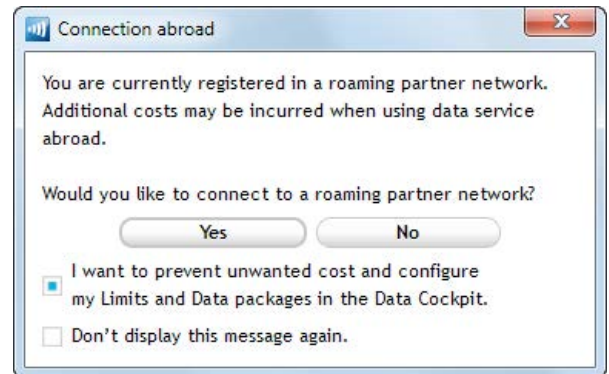 Connection abroad
You are currently registered in a roaming partner network.
Additional costs may be incurred when using data service
abroad.
Would you like to connect to a roaming partner network?
Yes No
I want to prevent unwanted cost and configure
my Limits and Data packages in the Data Cockpit.
Don't display this message again.